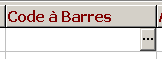 Code à Barres
...